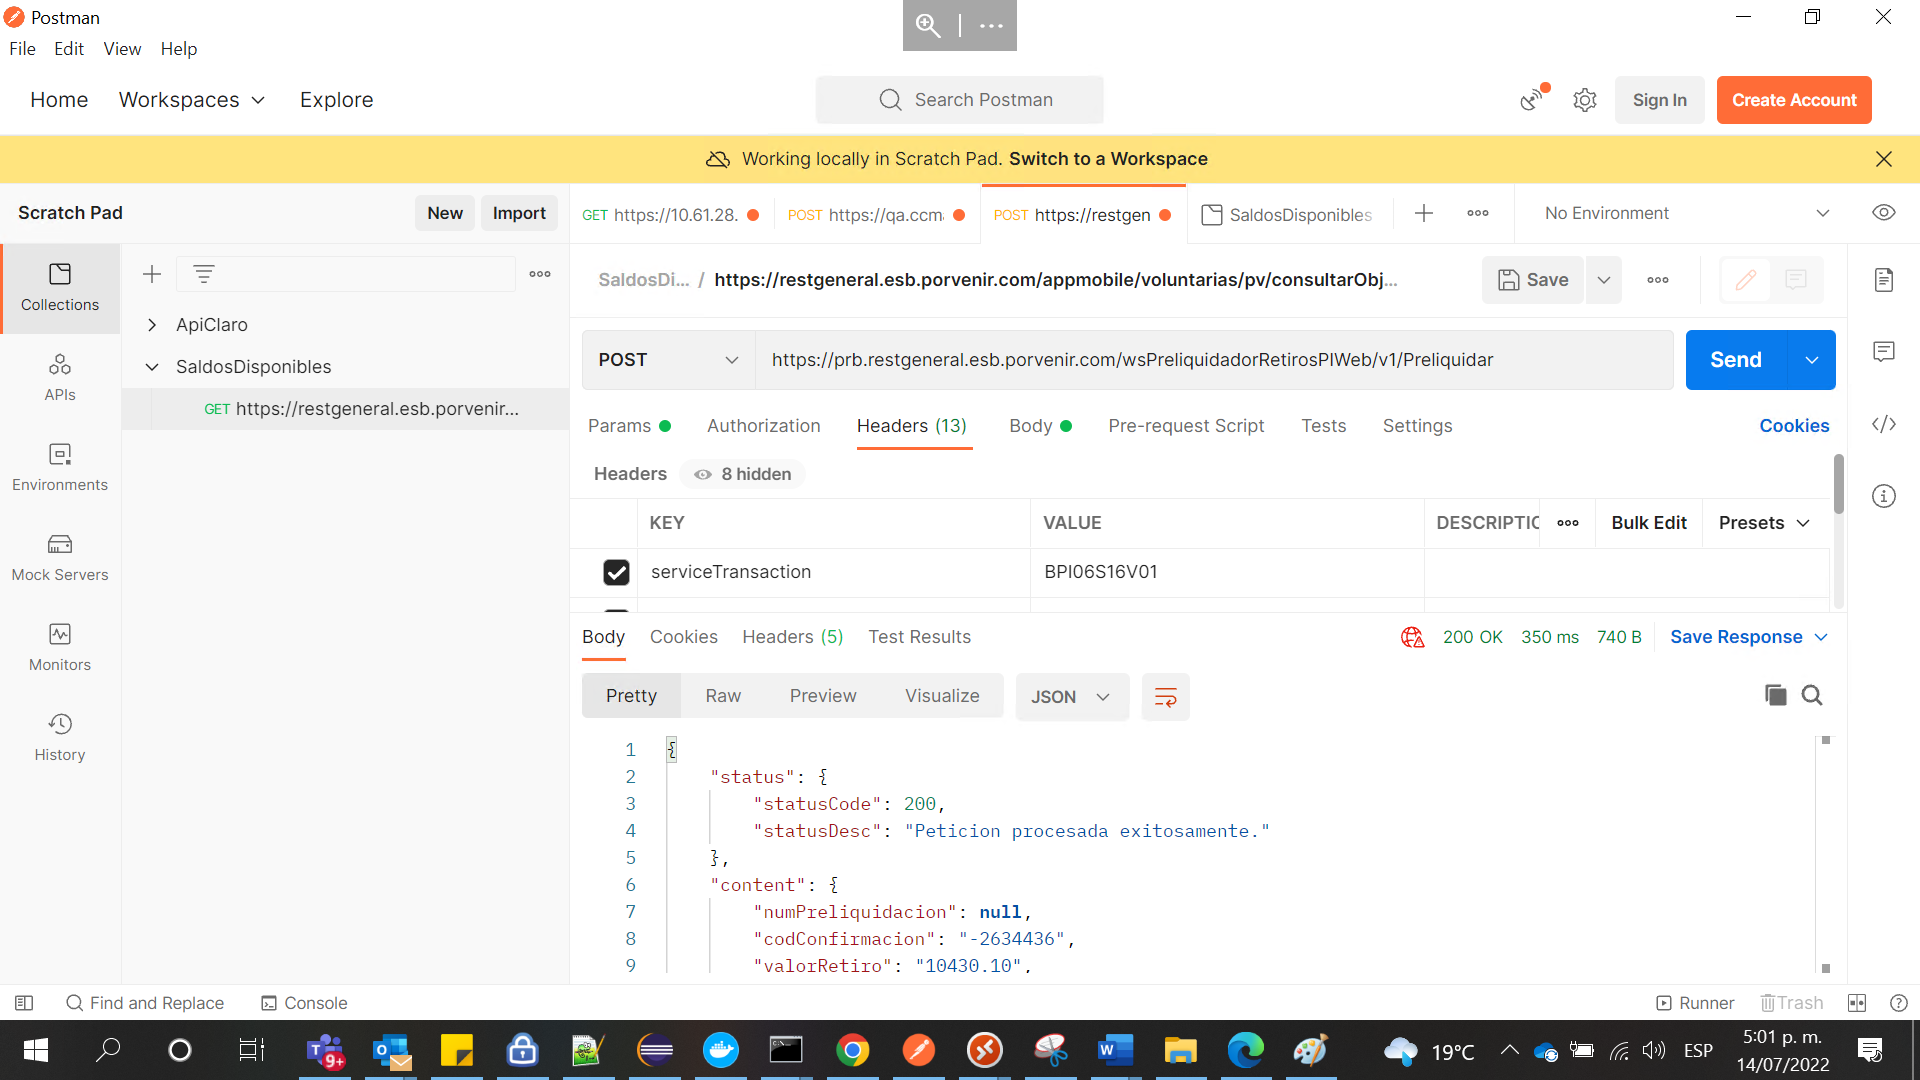 Postman
File Edit View Help
Home Workspaces Explore
Search Postman
Sign In
Create Account
Working locally in Scratch Pad. Switch to a Workspace
Scratch Pad
New Import
GET https://10.61.28.
POST https://qa.ccm
POST https://restgen
SaldosDisponibles
No Environment
Collections
APIs
Environments
Mock Servers
Monitors
History
ApiClaro
SaldosDisponibles
GET https://restgeneral.esb.porvenir...
SaldosDi... / https://restgeneral.esb.porvenir.com/appmobile/voluntarias/pv/consultarObj...
Save
POST https://prb.restgeneral.esb.porvenir.com/wsPreliquidadorRetirosPIWeb/v1/Preliquidar
Send
Params Authorization Headers (13) Body Pre-request Script Tests Settings Cookies
Headers 8 hidden
KEY VALUE DESCRIPTIO Bulk Edit Presets
serviceTransaction BPI06S16V01
Body Cookies Headers (5) Test Results 200 OK 350 ms 740 B Save Response
Pretty Raw Preview Visualize JSON
1 {
2 "status": {
3 "statusCode": 200,
4 "statusDesc": "Peticion procesada exitosamente."
5 },
6 "content": {
7 "numPreliquidacion": null,
8 "codConfirmacion": "-2634436",
9 "valorRetiro": "10430.10",
Find and Replace Console Runner Trash
9+
19°C
ESP
5:01 p. m.
14/07/2022